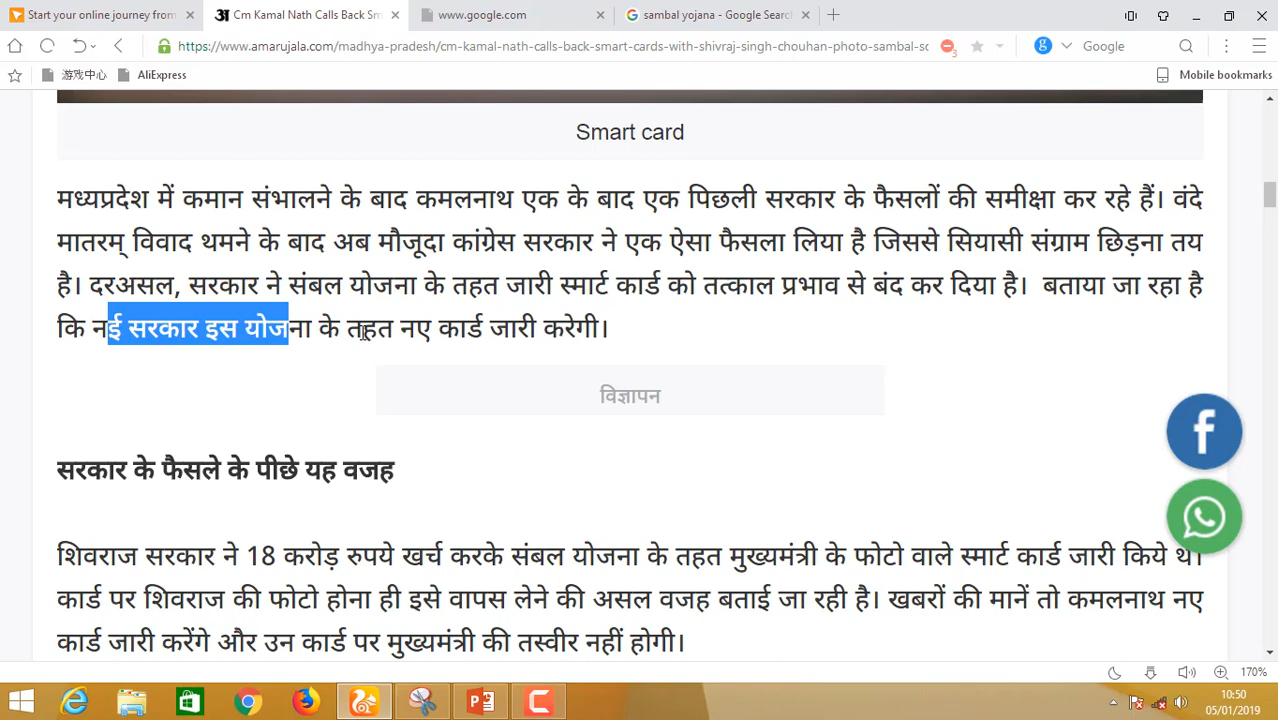 Start your online journey from
Cm Kamal Nath Calls Back Sm
www.google.com
sambal yojana - Google Search
https://www.amarujala.com/madhya-pradesh/cm-kamal-nath-calls-back-smart-cards-with-shivraj-singh-chouhan-photo-sambal-sc
3
Google
游戏中心
AliExpress
Mobile bookmarks
Smart card
मध्यप्रदेश में कमान संभालने के बाद कमलनाथ एक के बाद एक पिछली सरकार के फैसलों की समीक्षा कर रहे हैं। वंदे
मातरम् विवाद थमने के बाद अब मौजूदा कांग्रेस सरकार ने एक ऐसा फैसला लिया है जिससे सियासी संग्राम छिड़ना तय
है। दरअसल, सरकार ने संबल योजना के तहत जारी स्मार्ट कार्ड को तत्काल प्रभाव से बंद कर दिया है। बताया जा रहा है
कि नई सरकार इस योजना के तहत नए कार्ड जारी करेगी।
विज्ञापन
सरकार के फैसले के पीछे यह वजह
शिवराज सरकार ने 18 करोड़ रुपये खर्च करके संबल योजना के तहत मुख्यमंत्री के फोटो वाले स्मार्ट कार्ड जारी किये थे।
कार्ड पर शिवराज की फोटो होना ही इसे वापस लेने की असल वजह बताई जा रही है। खबरों की मानें तो कमलनाथ नए
कार्ड जारी करेंगे और उन कार्ड पर मुख्यमंत्री की तस्वीर नहीं होगी।
170%
10:50
05/01/2019